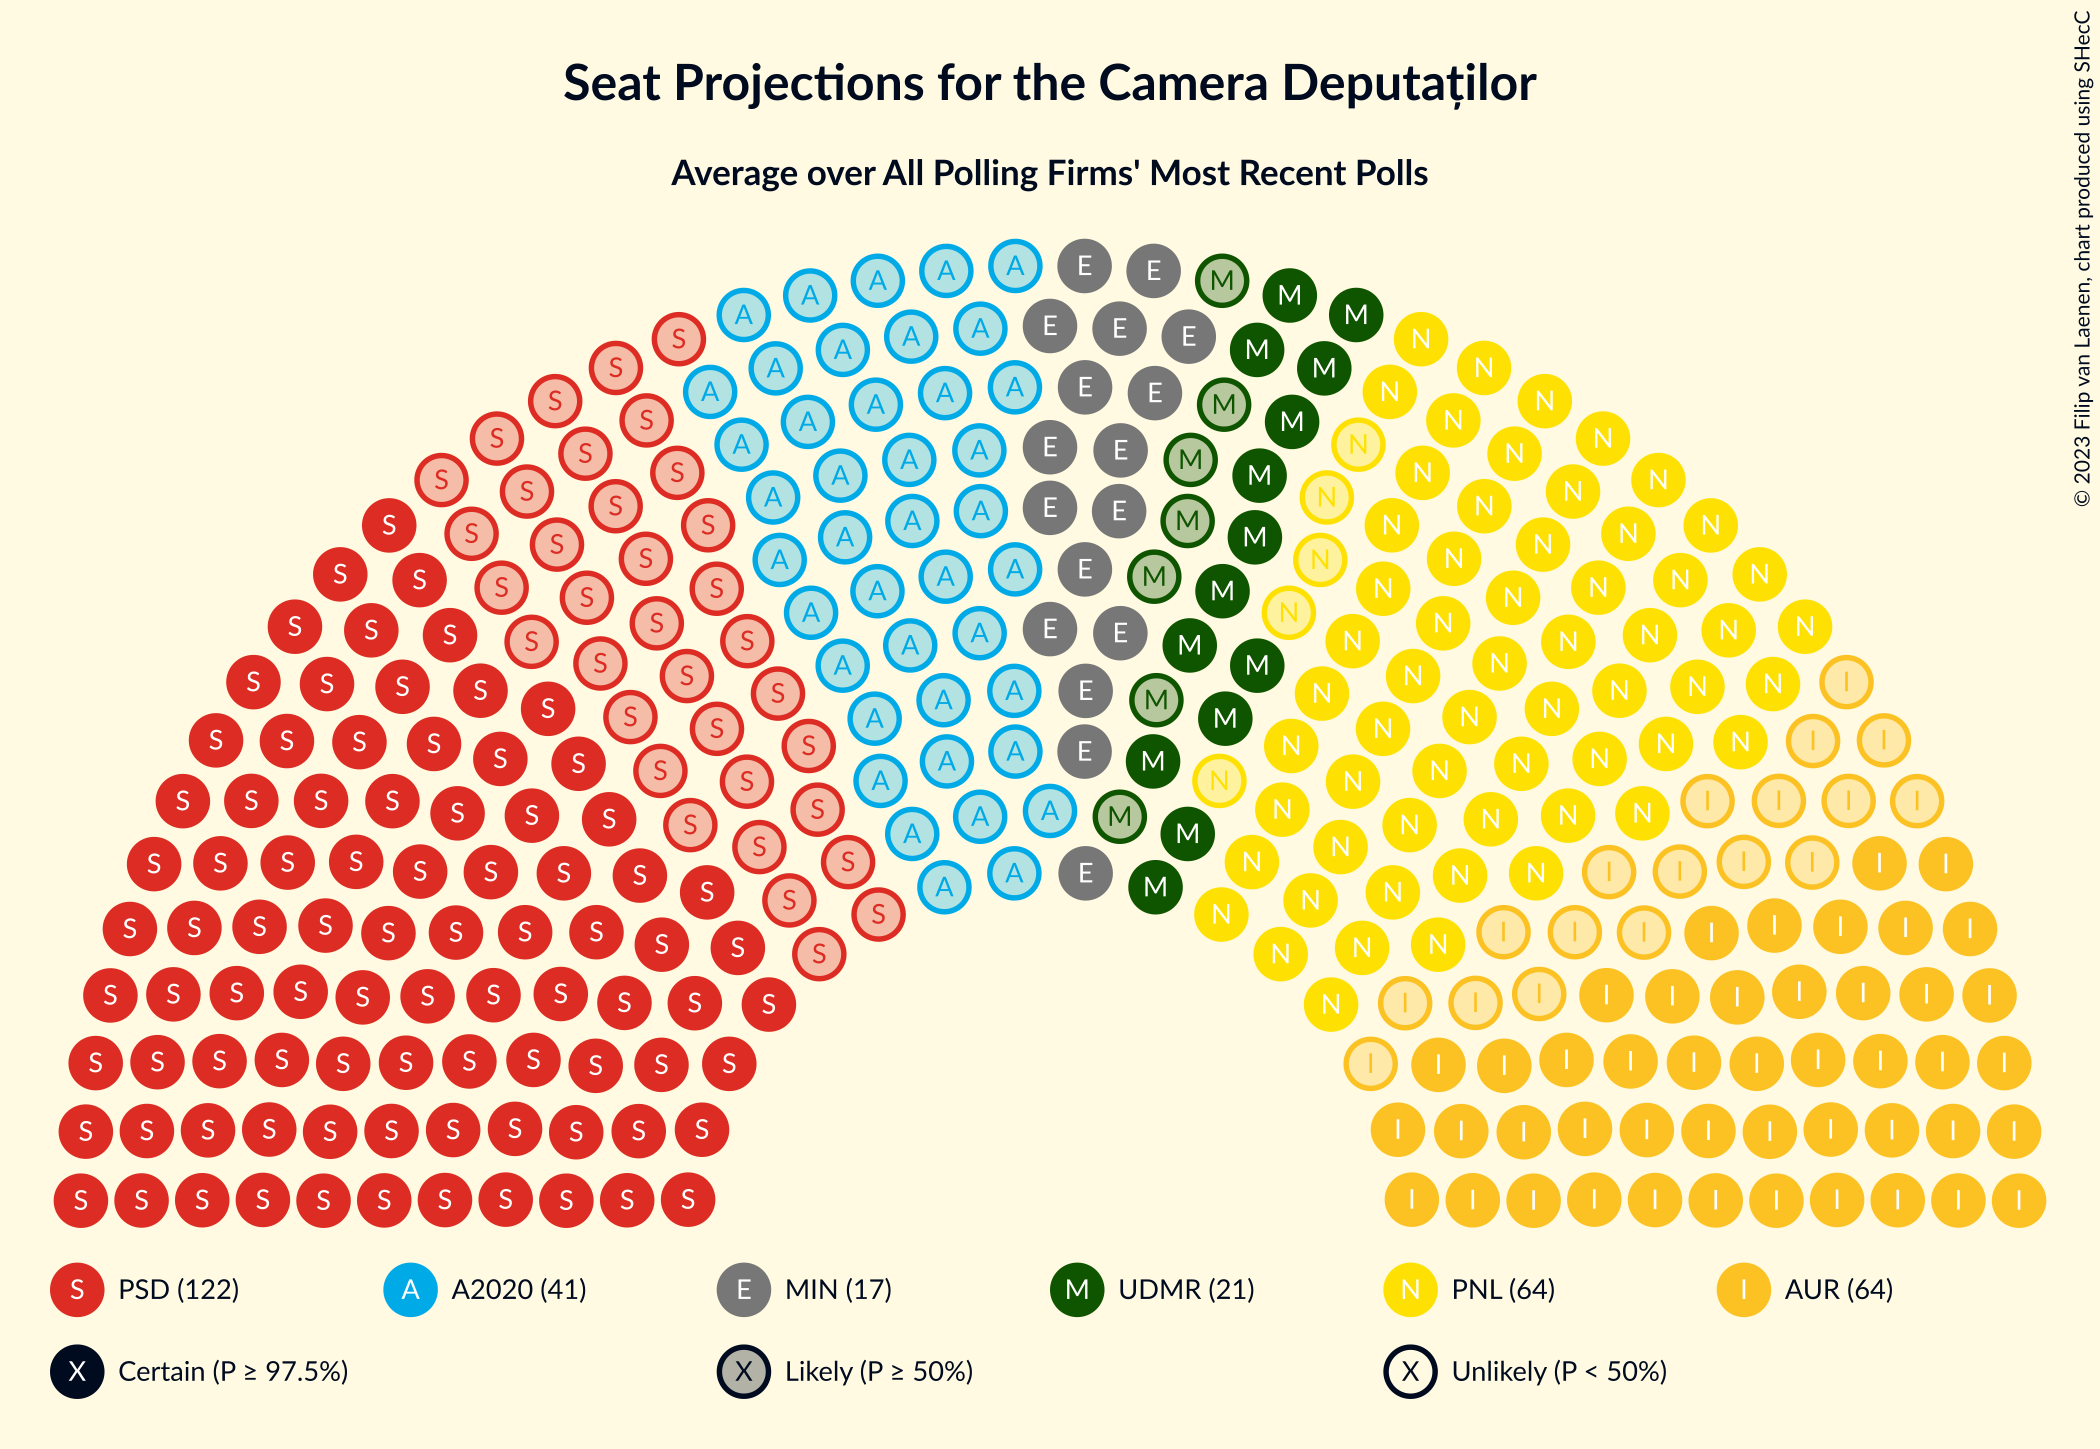 Seat Projections for the Camera Deputaților
Average over All Polling Firms' Most Recent Polls
© 2023 Filip van Laenen, chart produced using SHecC
S PSD (122) A A2020 (41) E MIN (17) M UDMR (21) N PNL (64) I AUR (64)
X Certain (P ≥ 97.5%) X Likely (P ≥ 50%) X Unlikely (P < 50%)